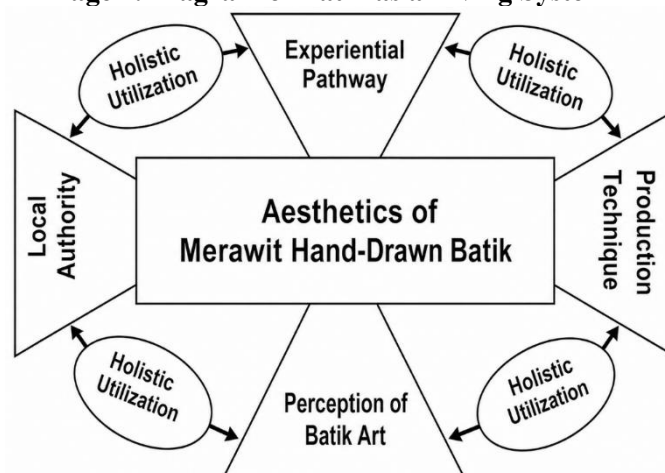 Holistic
Utilization
Experiential
Pathway
Holistic
Utilization
Local
Authority
Aesthetics of
Merawit Hand-Drawn Batik
Production
Technique
Holistic
Utilization
Perception of
Batik Art
Holistic
Utilization